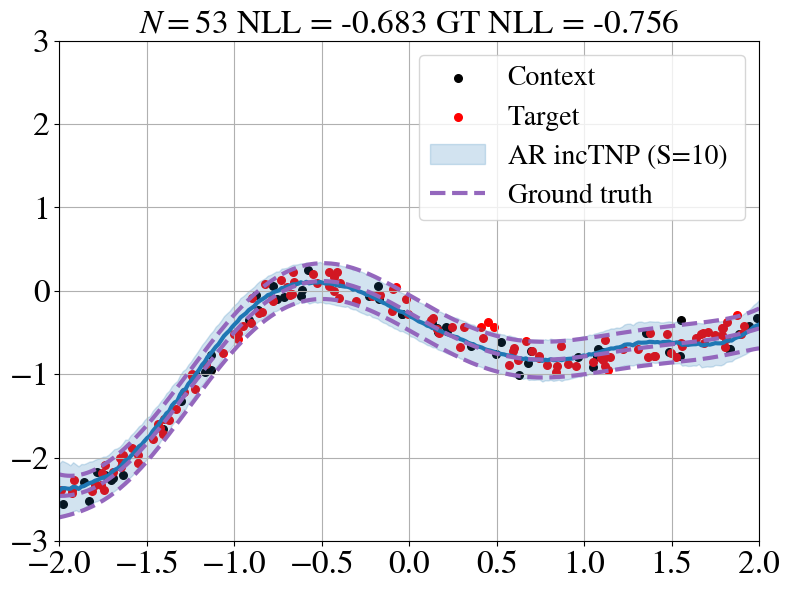 N = 53 NLL = -0.683 GT NLL = -0.756
3
2
1
0
−1
−2
−3
Context
Target
AR incTNP (S=10)
Ground truth
−2.0 −1.5 −1.0 −0.5 0.0 0.5 1.0 1.5 2.0